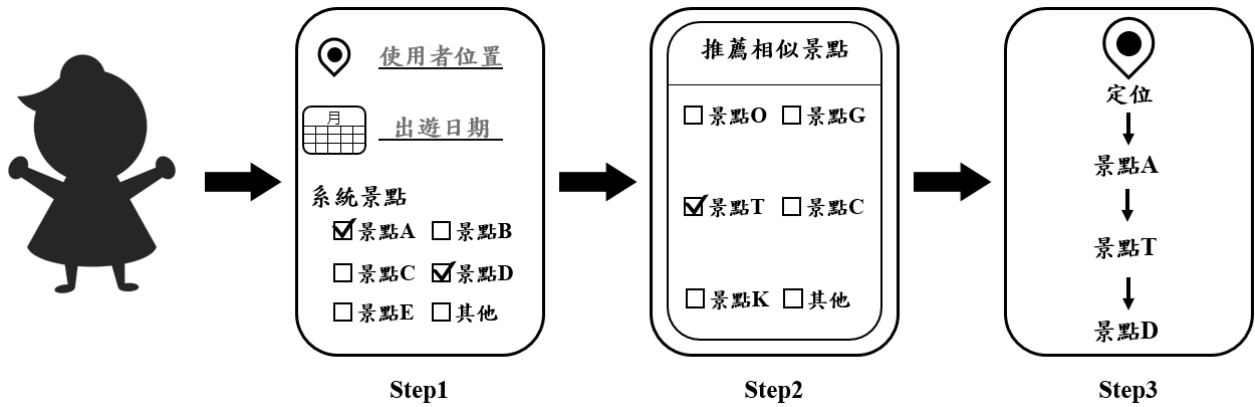 使用者位置
月
出遊日期
系統景點
景點A 景點B
景點C 景點D
景點E 其他
Step1
推薦相似景點
景點O 景點G
景點T 景點C
景點K 其他
Step2
定位
景點A
景點T
景點D
Step3